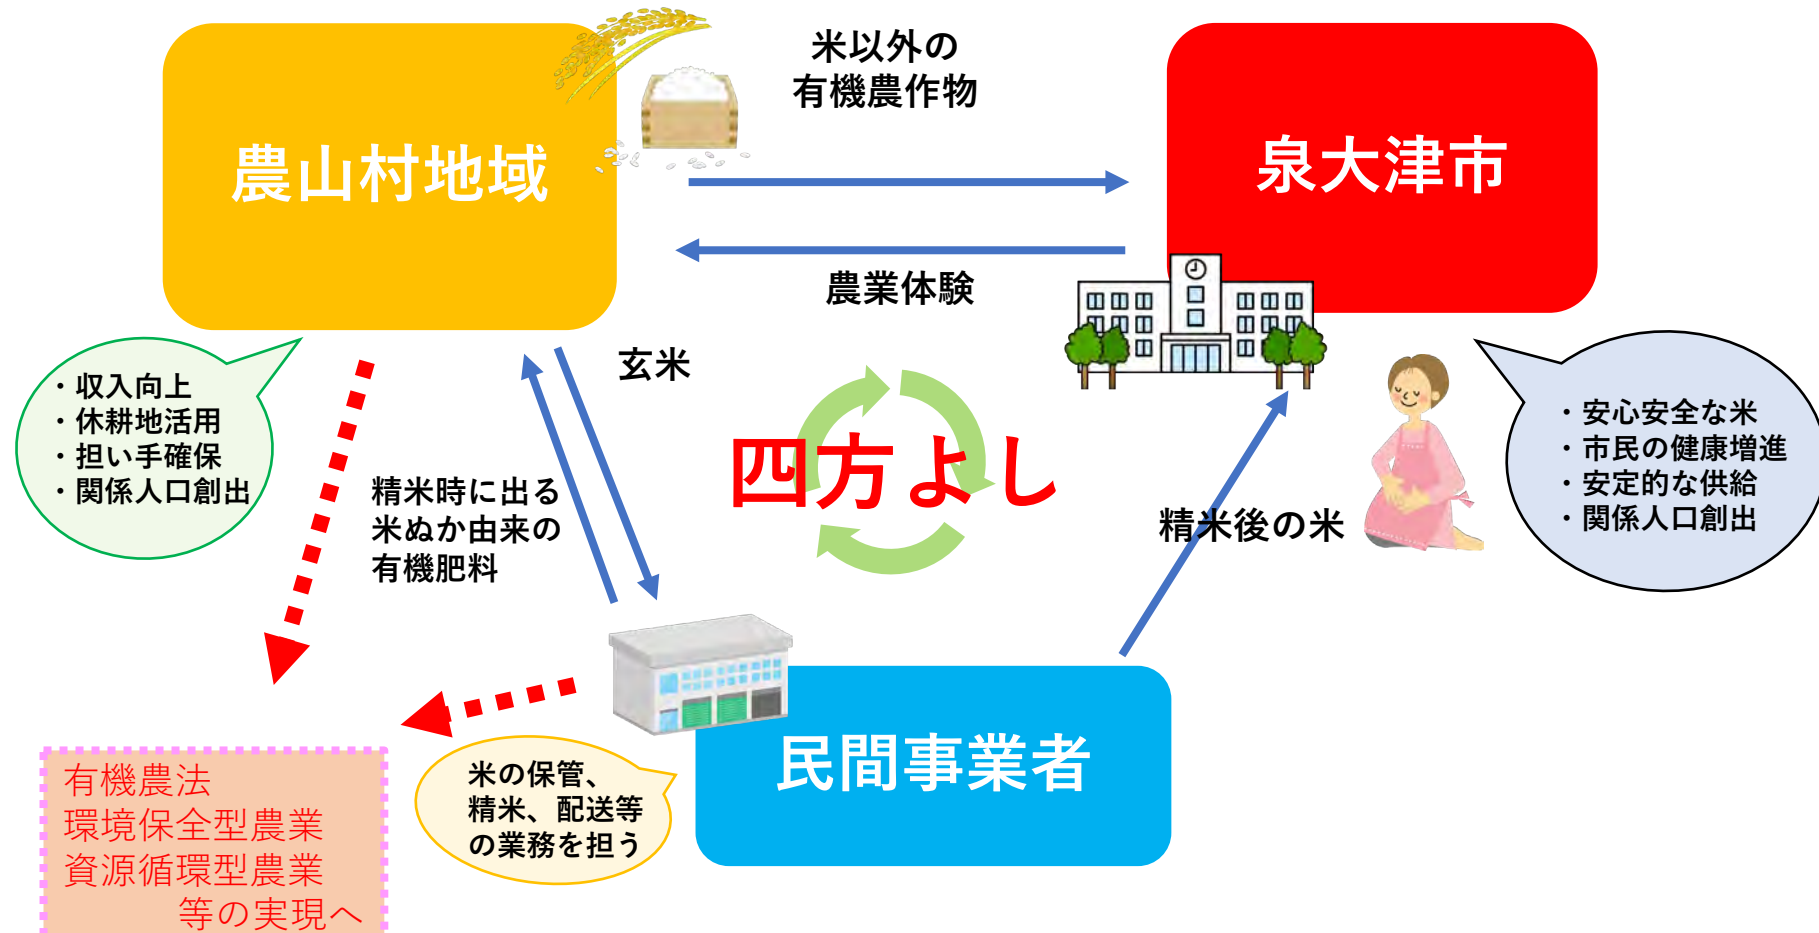 米以外の
有機農作物
農山村地域
泉大津市
農業体験
玄米
・収入向上
・休耕地活用
・担い手確保
・関係人口創出
四方よし
・安心安全な米
・市民の健康増進
・安定的な供給
・関係人口創出
精米時に出る
米ぬか由来の
有機肥料
精米後の米
民間事業者
米の保管、
精米、配送等
の業務を担う
有機農法
環境保全型農業
資源循環型農業
等の実現へ